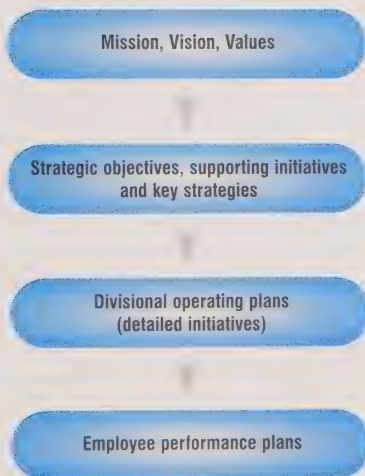 Mission, Vision, Values
Strategic objectives, supporting initiatives
and key strategies
Divisional operating plans
(detailed initiatives)
Employee performance plans